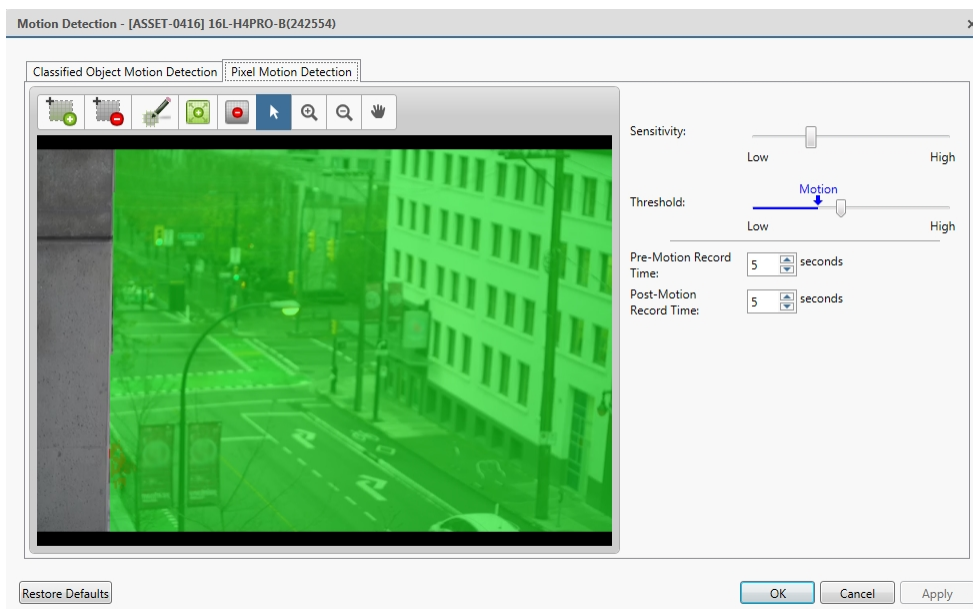 Motion Detection - [ASSET-0416] 16L-H4PRO-B(242554)
Classified Object Motion Detection
Pixel Motion Detection
Sensitivity:
Low
High
Motion
Threshold:
Low
High
Pre-Motion Record
Time:
5
seconds
Post-Motion
Record Time:
5
seconds
Restore Defaults
OK
Cancel
Apply